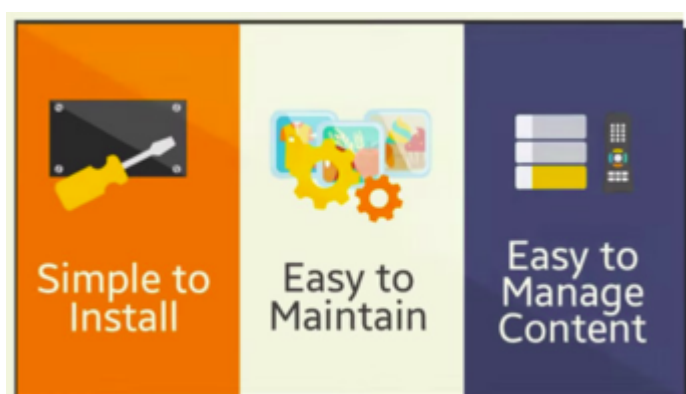 Simple to
Install
Easy to
Maintain
Easy to
Manage
Content